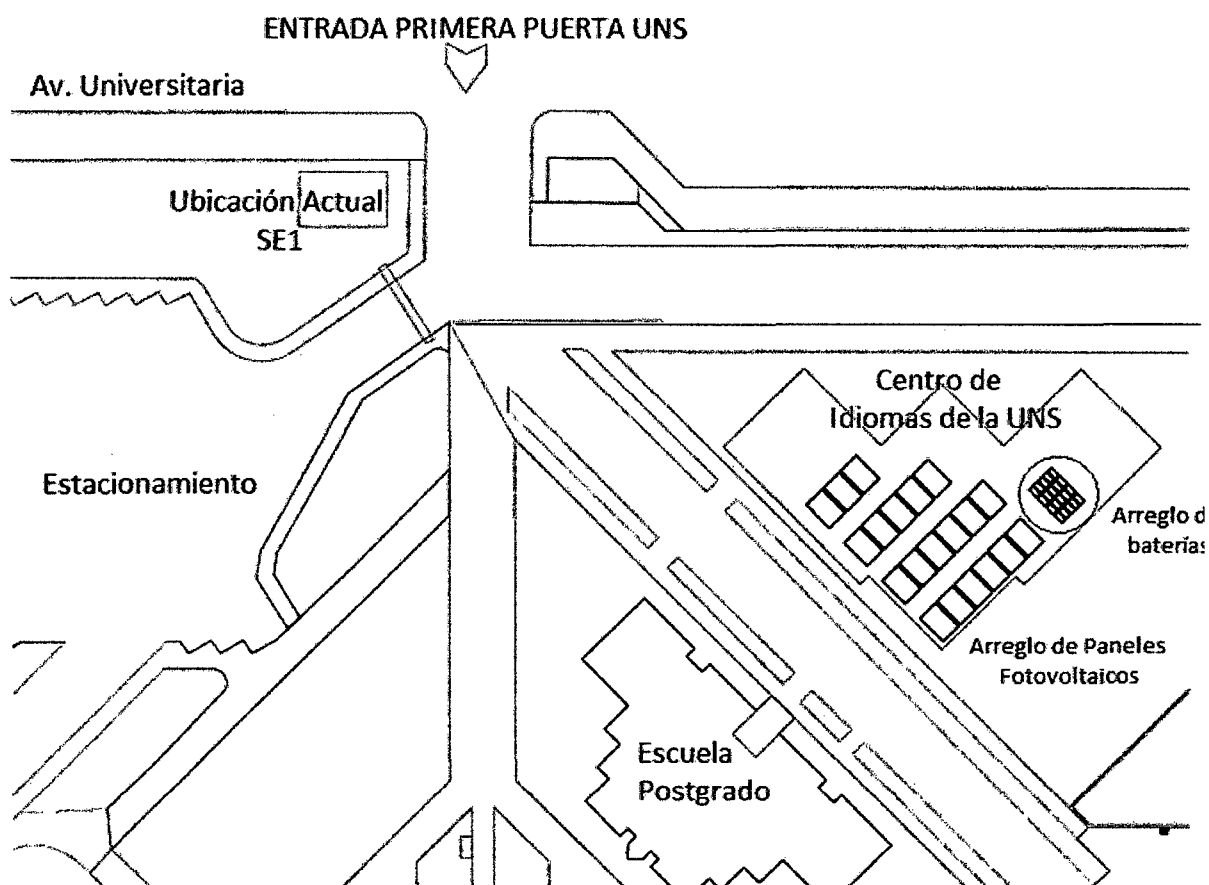 ENTRADA PRIMERA PUERTA UNS
Av. Universitaria
Ubicación Actual
SE1
Centro de
Idiomas de la UNS
Estacionamiento
Arreglo d
baterías
Arreglo de Paneles
Fotovoltaicos
Escuela
Postgrado